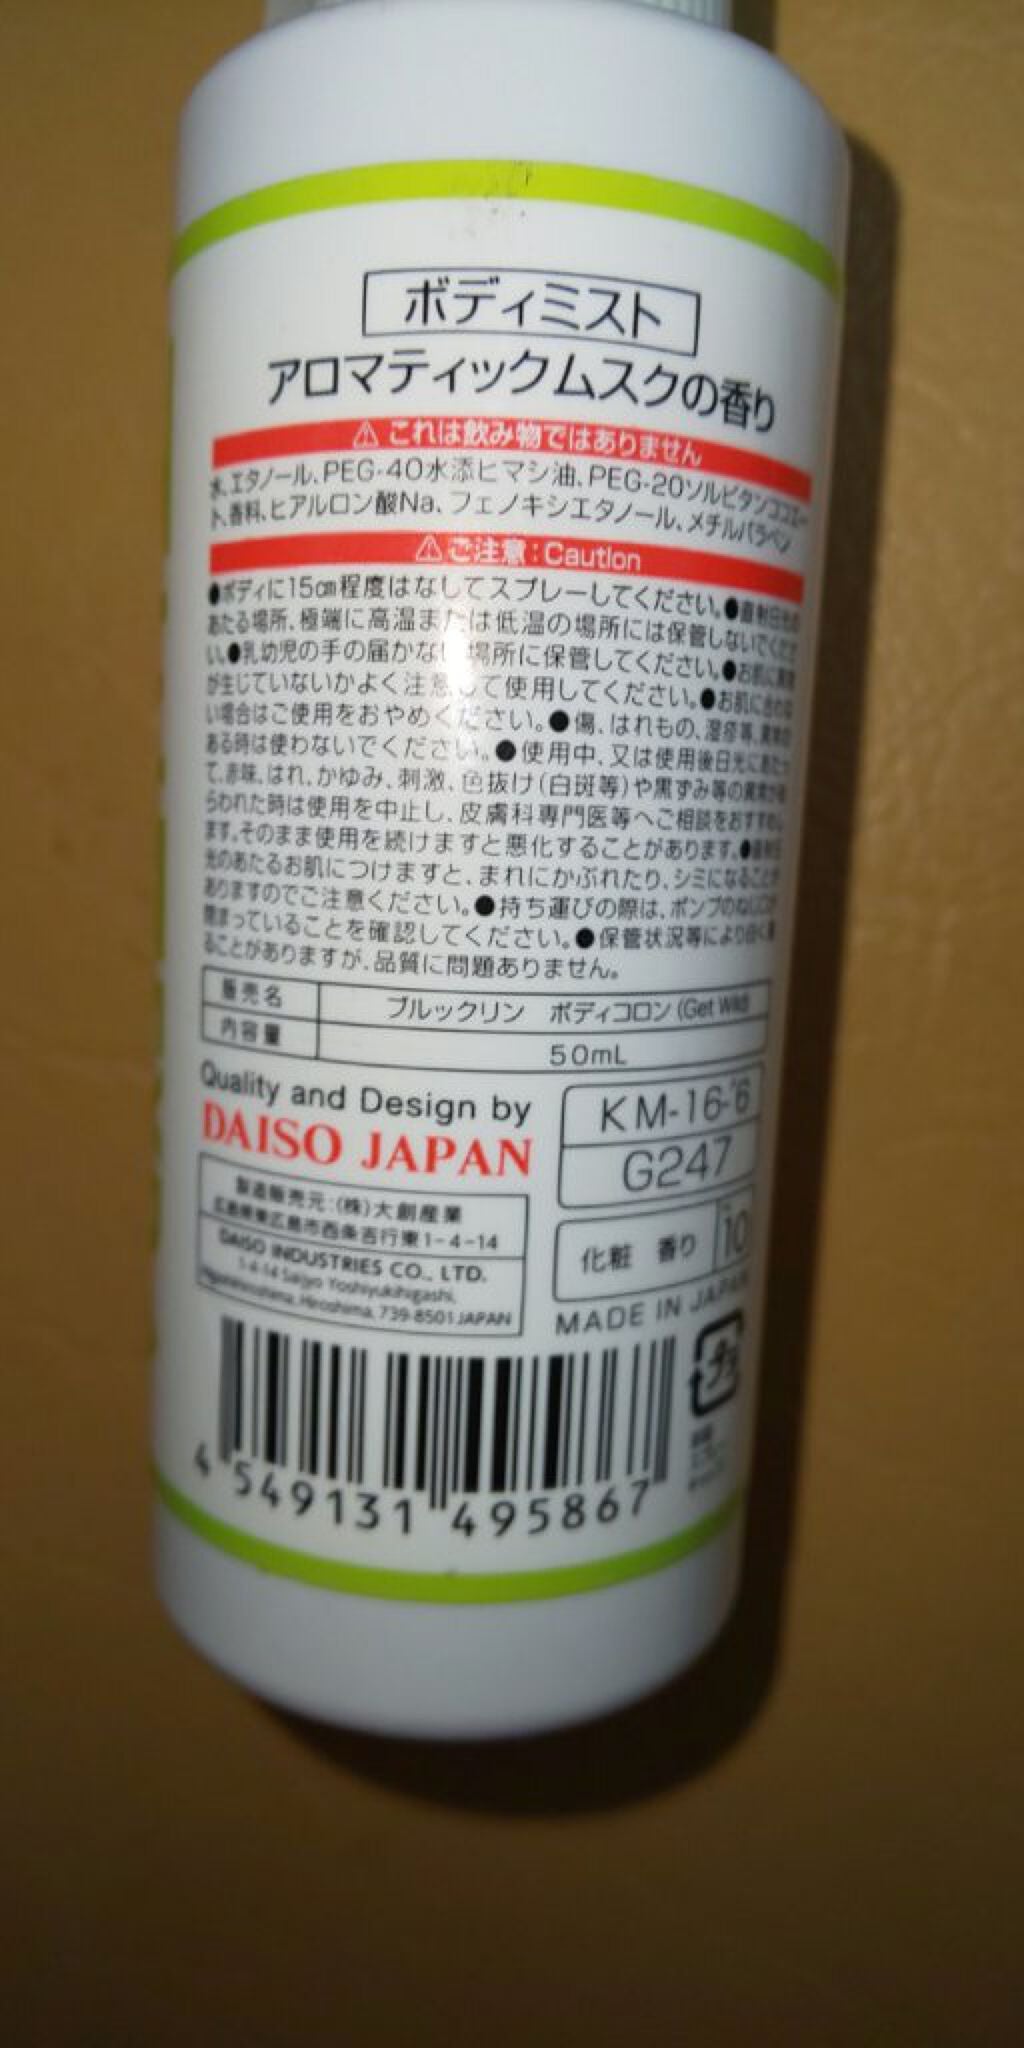 ボディミスト
アロマティックムスクの香り
⚠ これは飲み物ではありません
水、エタノール、PEG-40水添ヒマシ油、PEG-20ソルビタンココエー
ト、香料、ヒアルロン酸Na、フェノキシエタノール、メチルパラベン
⚠ ご注意:Caution
●ボディに15cm程度はなしてスプレーしてください。●直射日光の
あたる場所、極端に高温または低温の場所には保管しないでくださ
い。●乳幼児の手の届かない場所に保管してください。●お肌に異常
が生じていないかよく注意して使用してください。●お肌に合わな
い場合はご使用をおやめください。●傷、はれもの、湿疹等、異常の
ある時は使わないでください。●使用中、又は使用後日光にあたっ
て、赤味、はれ、かゆみ、刺激、色抜け(白斑等)や黒ずみ等の異常があ
らわれた時は使用を中止し、皮膚科専門医等へご相談をおすすめし
ます。そのまま使用を続けますと悪化することがあります。●直射日
光のあたるお肌につけますと、まれにかぶれたり、シミになることが
ありますのでご注意ください。●持ち運びの際は、ポンプのねじ
閉まっていることを確認してください。●保管状況等により白く濁
ることがありますが、品質に問題ありません。
販売名 ブルックリン ボディコロン (Get Wild)
内容量 50mL
Quality and Design by
DAISO JAPAN
KM-16-'6
G247
製造販売元:(株)大創産業
広島県東広島市西条吉行東1-4-14
DAISO INDUSTRIES CO., LTD.
1-4-14 Saijyo Yoshiyukihigashi,
Higashihiroshima, Hiroshima, 739-8501 JAPAN
化粧 香り 10
MADE IN JAPAN
プラ
4 549131 495867